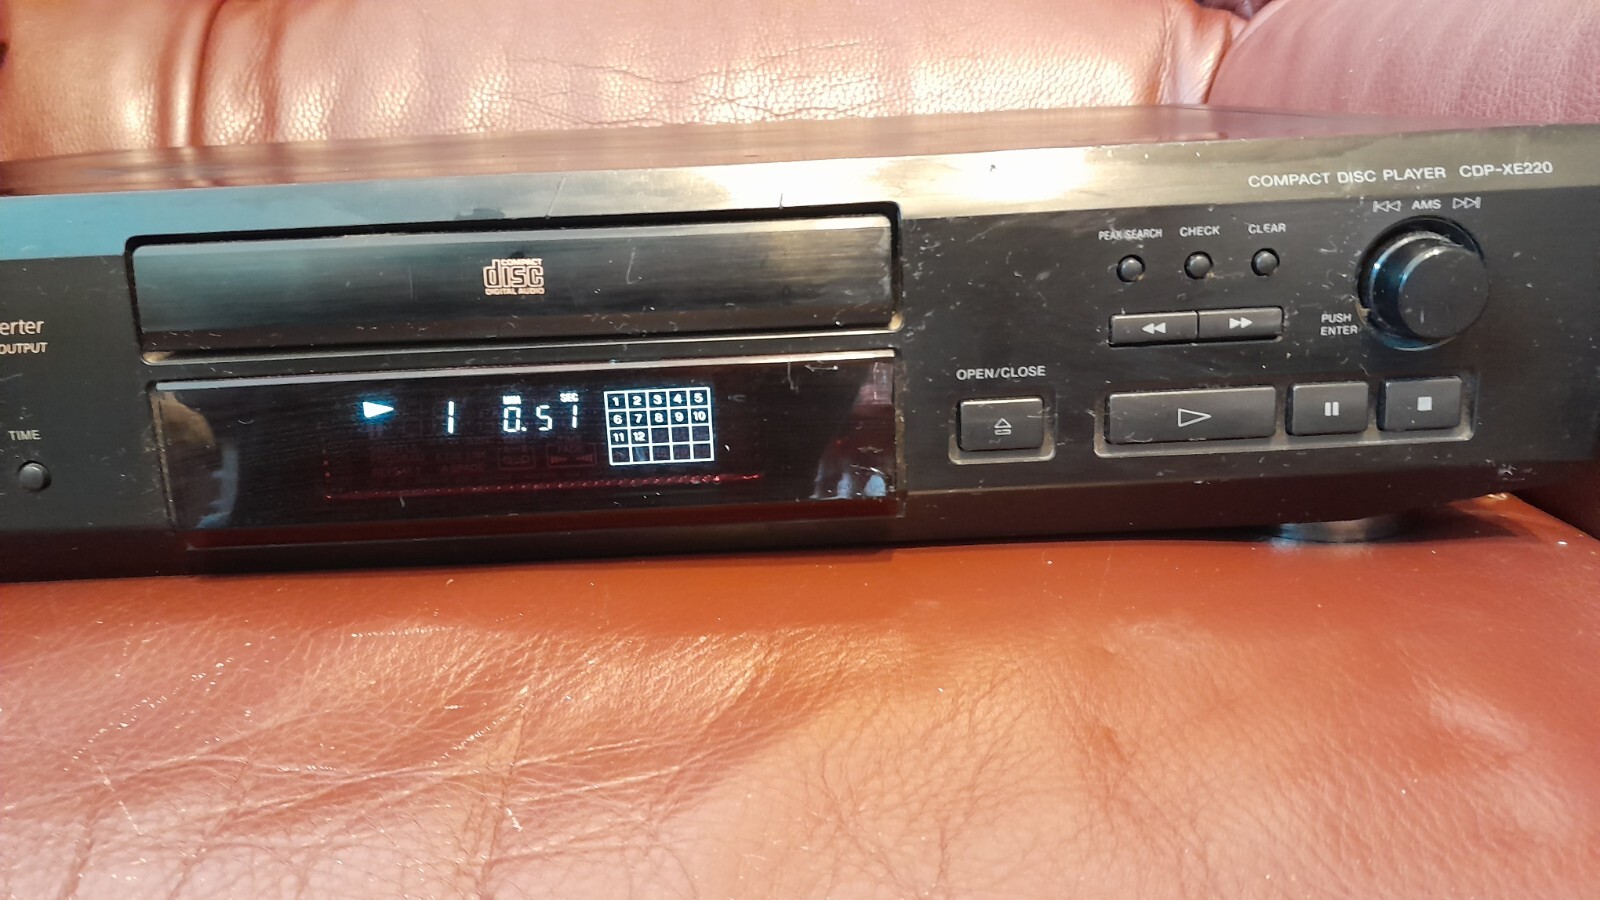 COMPACT DISC PLAYER CDP-XE220
AMS
PEAK SEARCH CHECK CLEAR
COMPACT
disc
DIGITAL AUDIO
erter
OUTPUT
PUSH
ENTER
OPEN/CLOSE
TIME
MIN SEC
1 0.51
1 2 3 4 5
6 7 8 9 10
11 12